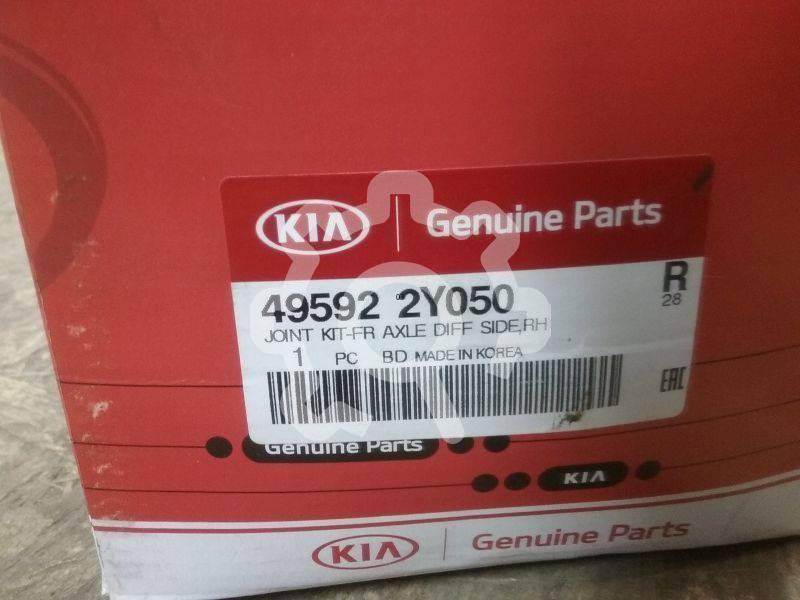 KIA Genuine Parts
49592 2Y050
R
28
JOINT KIT-FR AXLE DIFF SIDE,RH
1 PC BD MADE IN KOREA
EAC
Genuine Parts
KIA
KIA Genuine Parts